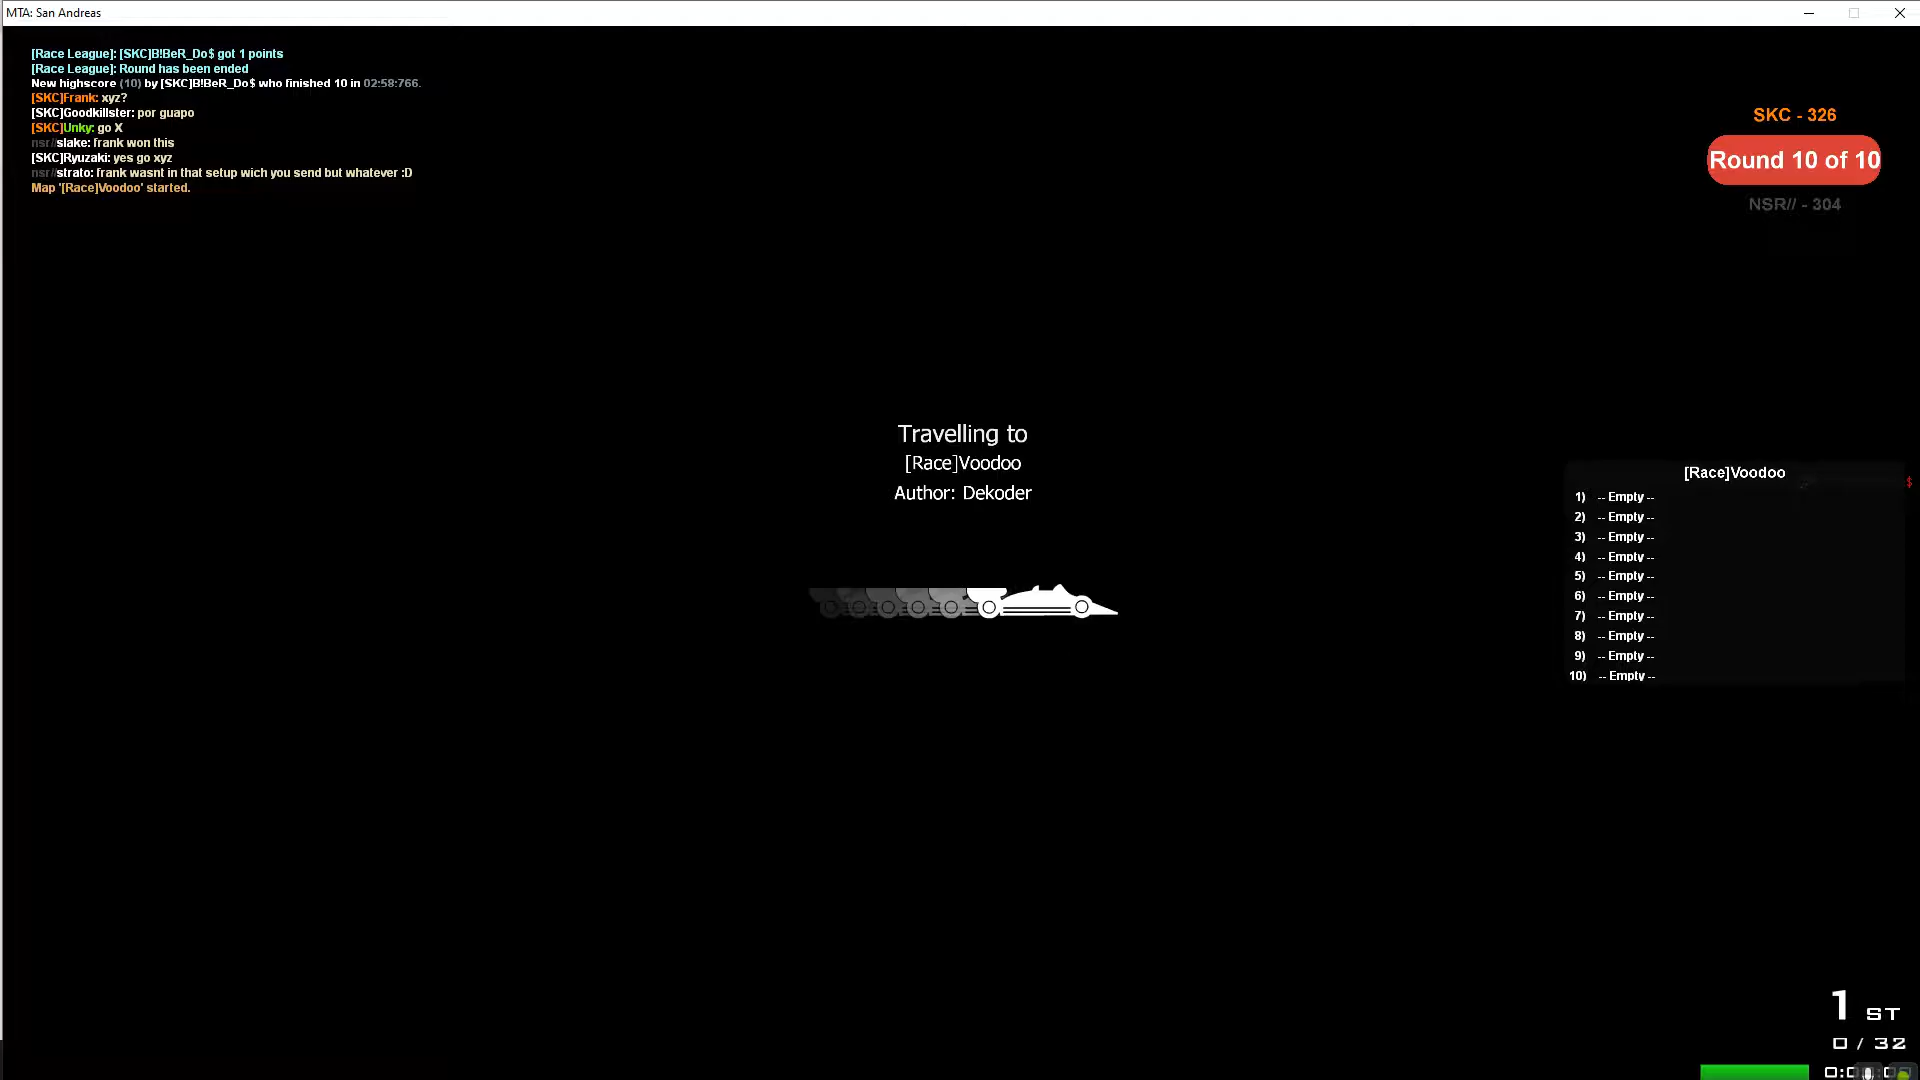 MTA: San Andreas
[Race League]: [SKC]B!BeR_Do$ got 1 points
[Race League]: Round has been ended
New highscore (10) by [SKC]B!BeR_Do$ who finished 10 in 02:58:766.
[SKC]Frank: xyz?
[SKC]Goodkillster: por guapo
[SKC]Unky: go X
nsr//slake: frank won this
[SKC]Ryuzaki: yes go xyz
nsr//strato: frank wasnt in that setup wich you send but whatever :D
Map '[Race]Voodoo' started.
SKC - 326
Round 10 of 10
NSR// - 304
Travelling to
[Race]Voodoo
Author: Dekoder
[Race]Voodoo
$
1) -- Empty --
2) -- Empty --
3) -- Empty --
4) -- Empty --
5) -- Empty --
6) -- Empty --
7) -- Empty --
8) -- Empty --
9) -- Empty --
10) -- Empty --
1 ST
0 / 32